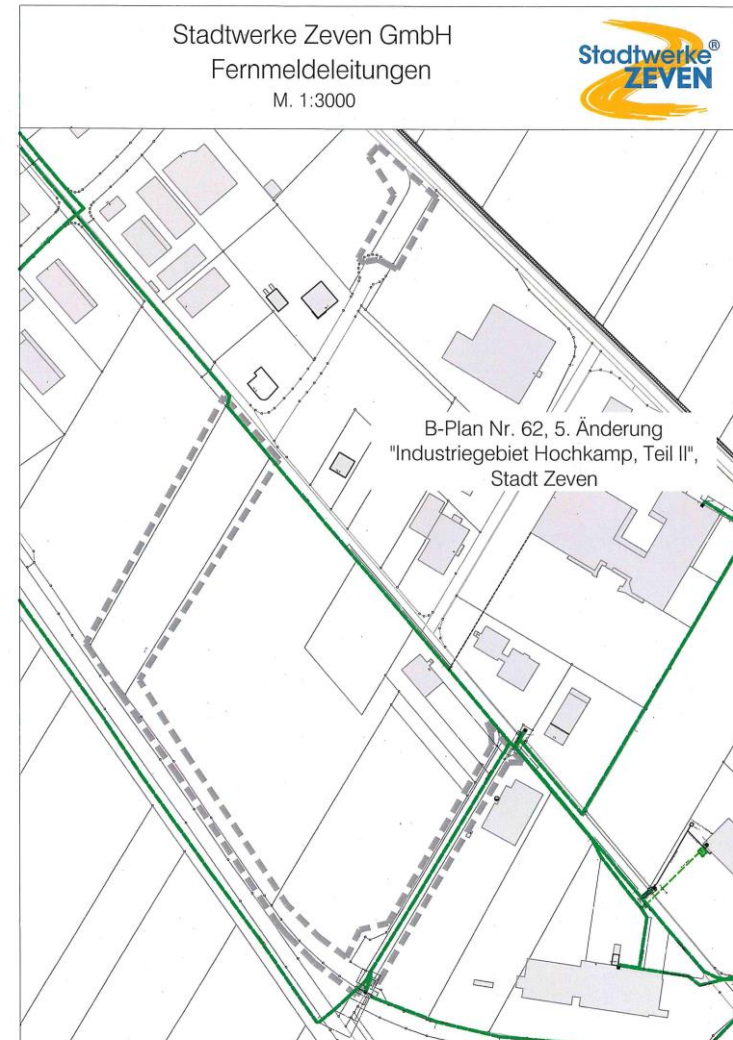 Stadtwerke Zeven GmbH
Fernmeldeleitungen
M. 1:3000
Stadtwerke®
ZEVEN
B-Plan Nr. 62, 5. Änderung
"Industriegebiet Hochkamp, Teil II",
Stadt Zeven